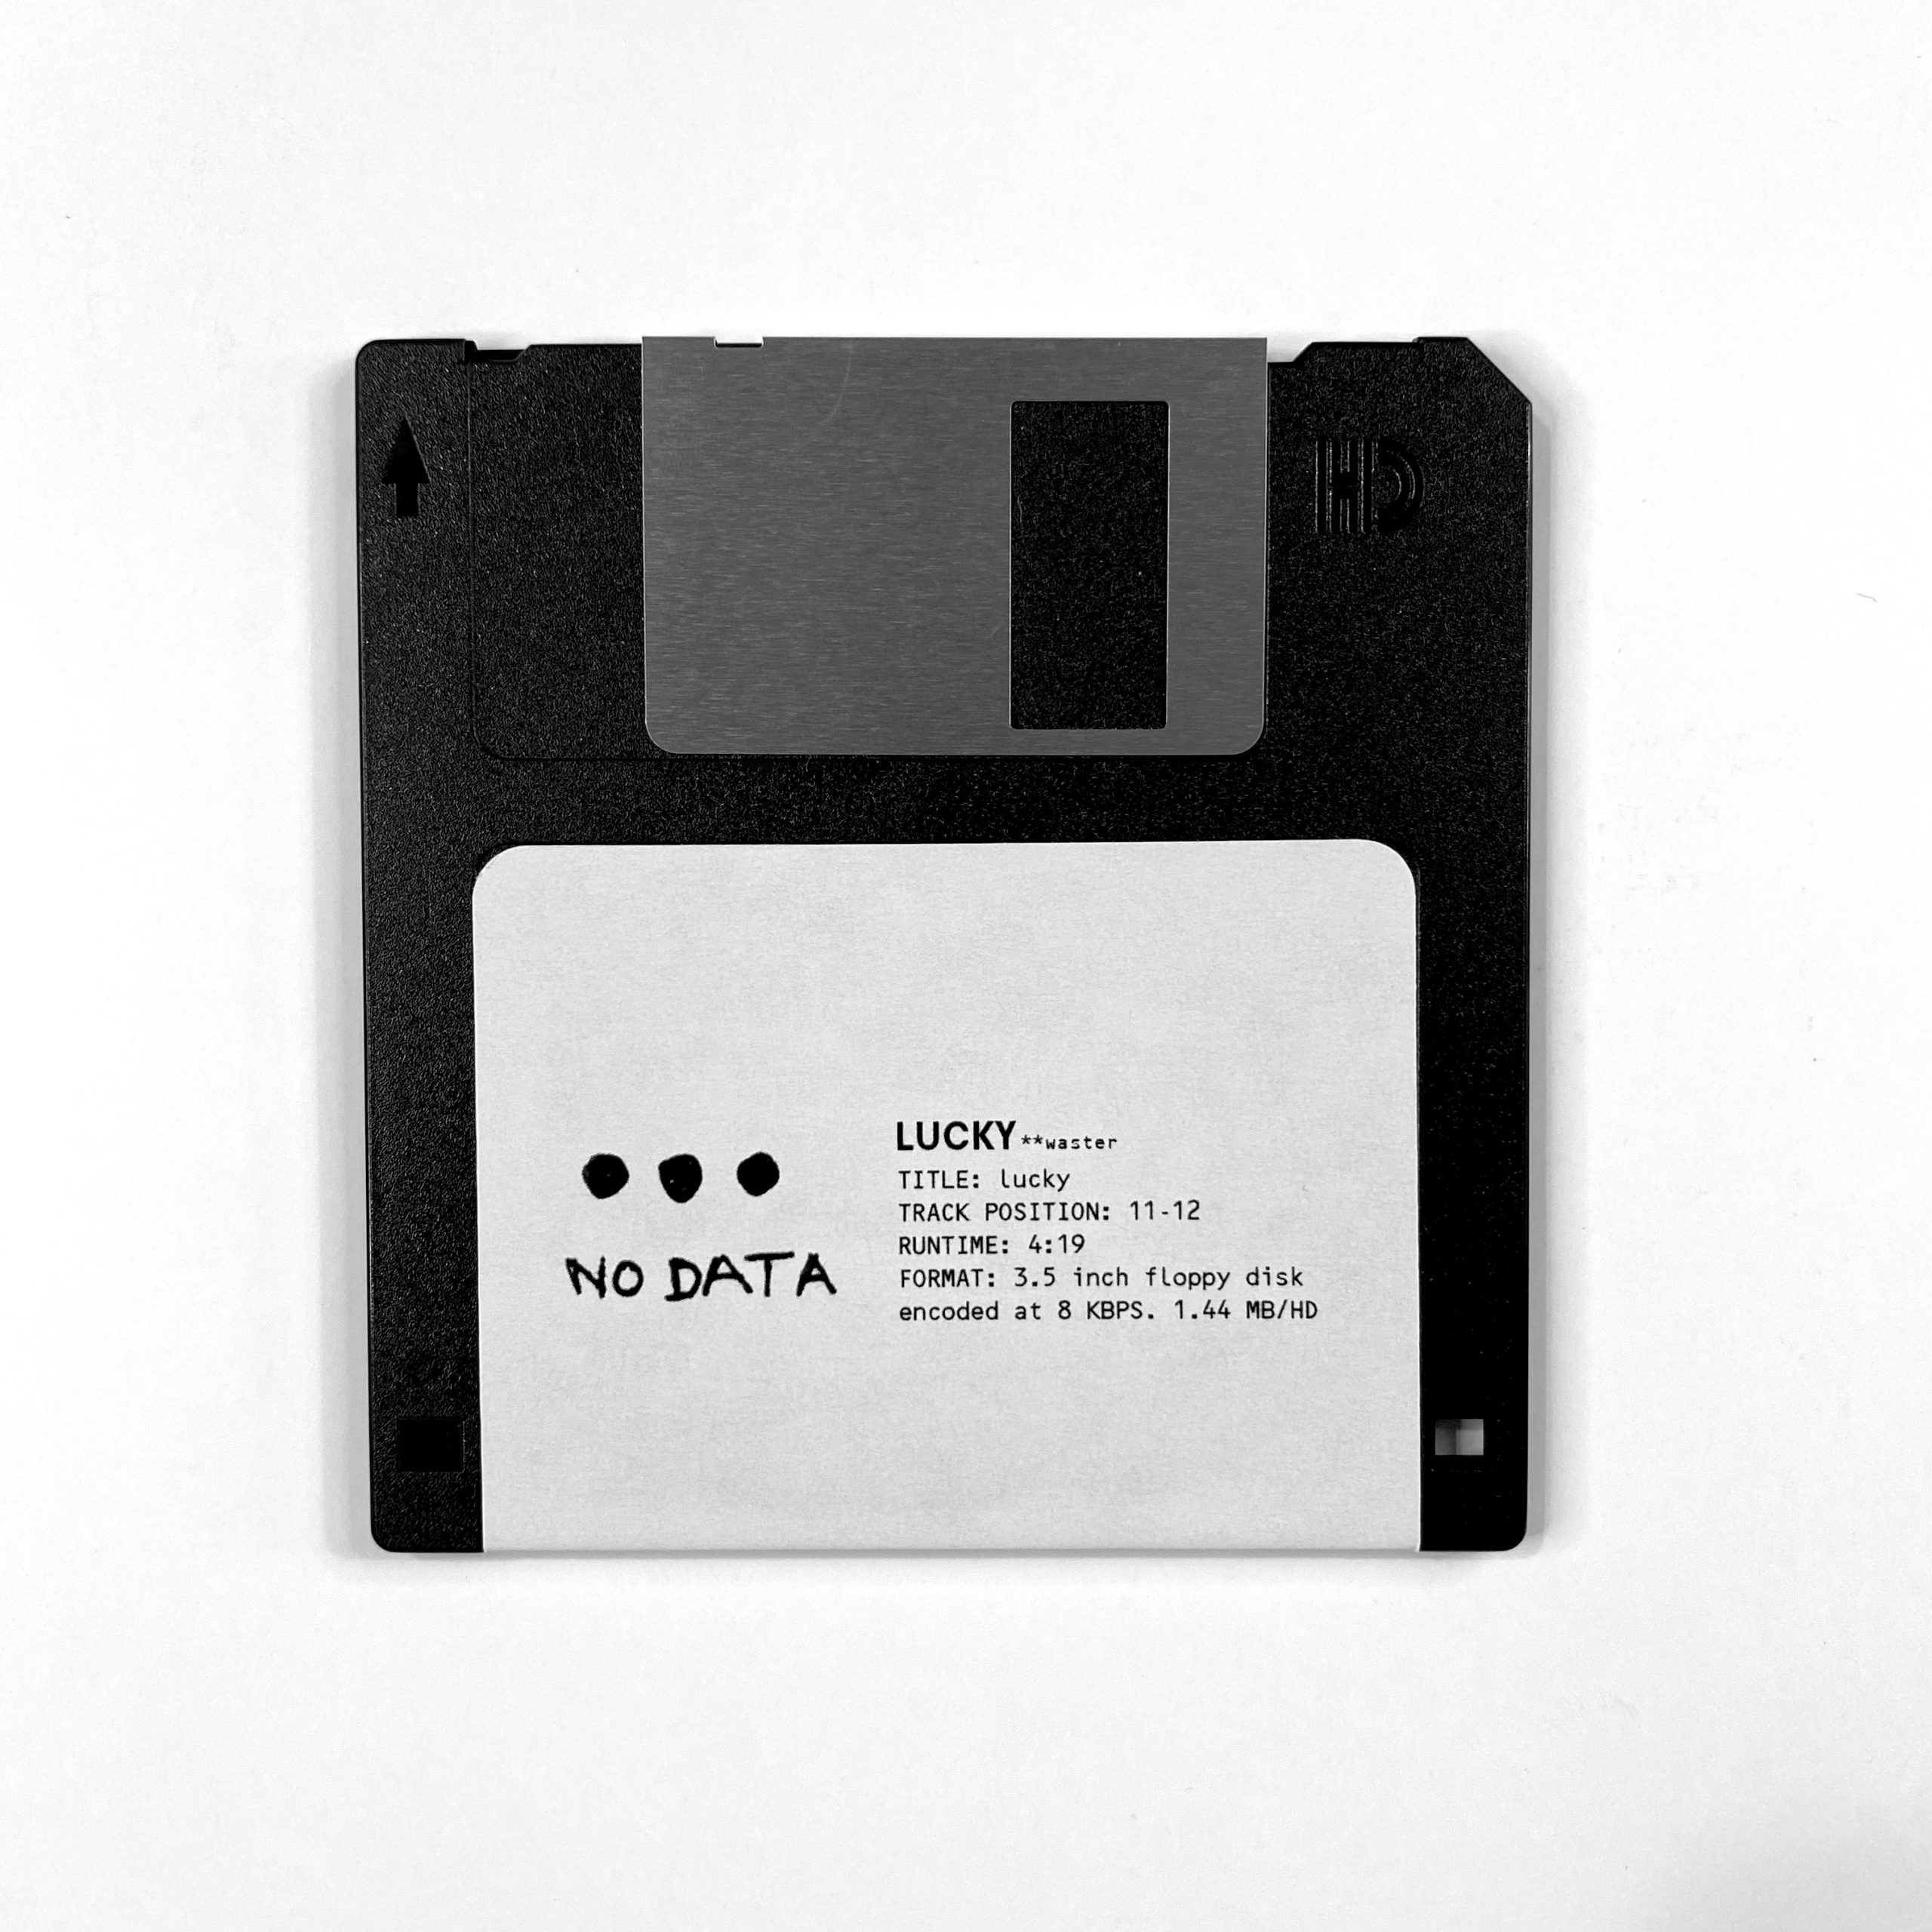 HD
LUCKY**waster
TITLE: lucky
TRACK POSITION: 11-12
RUNTIME: 4:19
FORMAT: 3.5 inch floppy disk
encoded at 8 KBPS. 1.44 MB/HD
NO DATA